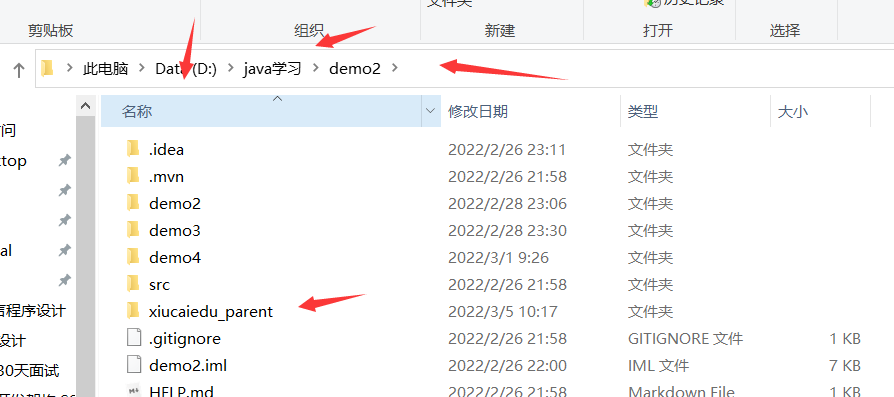 文件夹
历史记录
剪贴板 组织 新建 打开 选择
此电脑 Data (D:) java学习 demo2
名称 修改日期 类型 大小
问
.idea 2022/2/26 23:11 文件夹
ktop
.mvn 2022/2/26 21:58 文件夹
demo2 2022/2/28 23:06 文件夹
demo3 2022/2/28 23:30 文件夹
al
demo4 2022/3/1 9:26 文件夹
src 2022/2/26 21:58 文件夹
言程序设计
xiucaiedu_parent 2022/3/5 10:17 文件夹
设计
.gitignore 2022/2/26 21:58 GITIGNORE 文件 1 KB
30天面试
demo2.iml 2022/2/26 22:00 IML 文件 7 KB
HELP.md 2022/2/26 21:58 Markdown File 1 KB